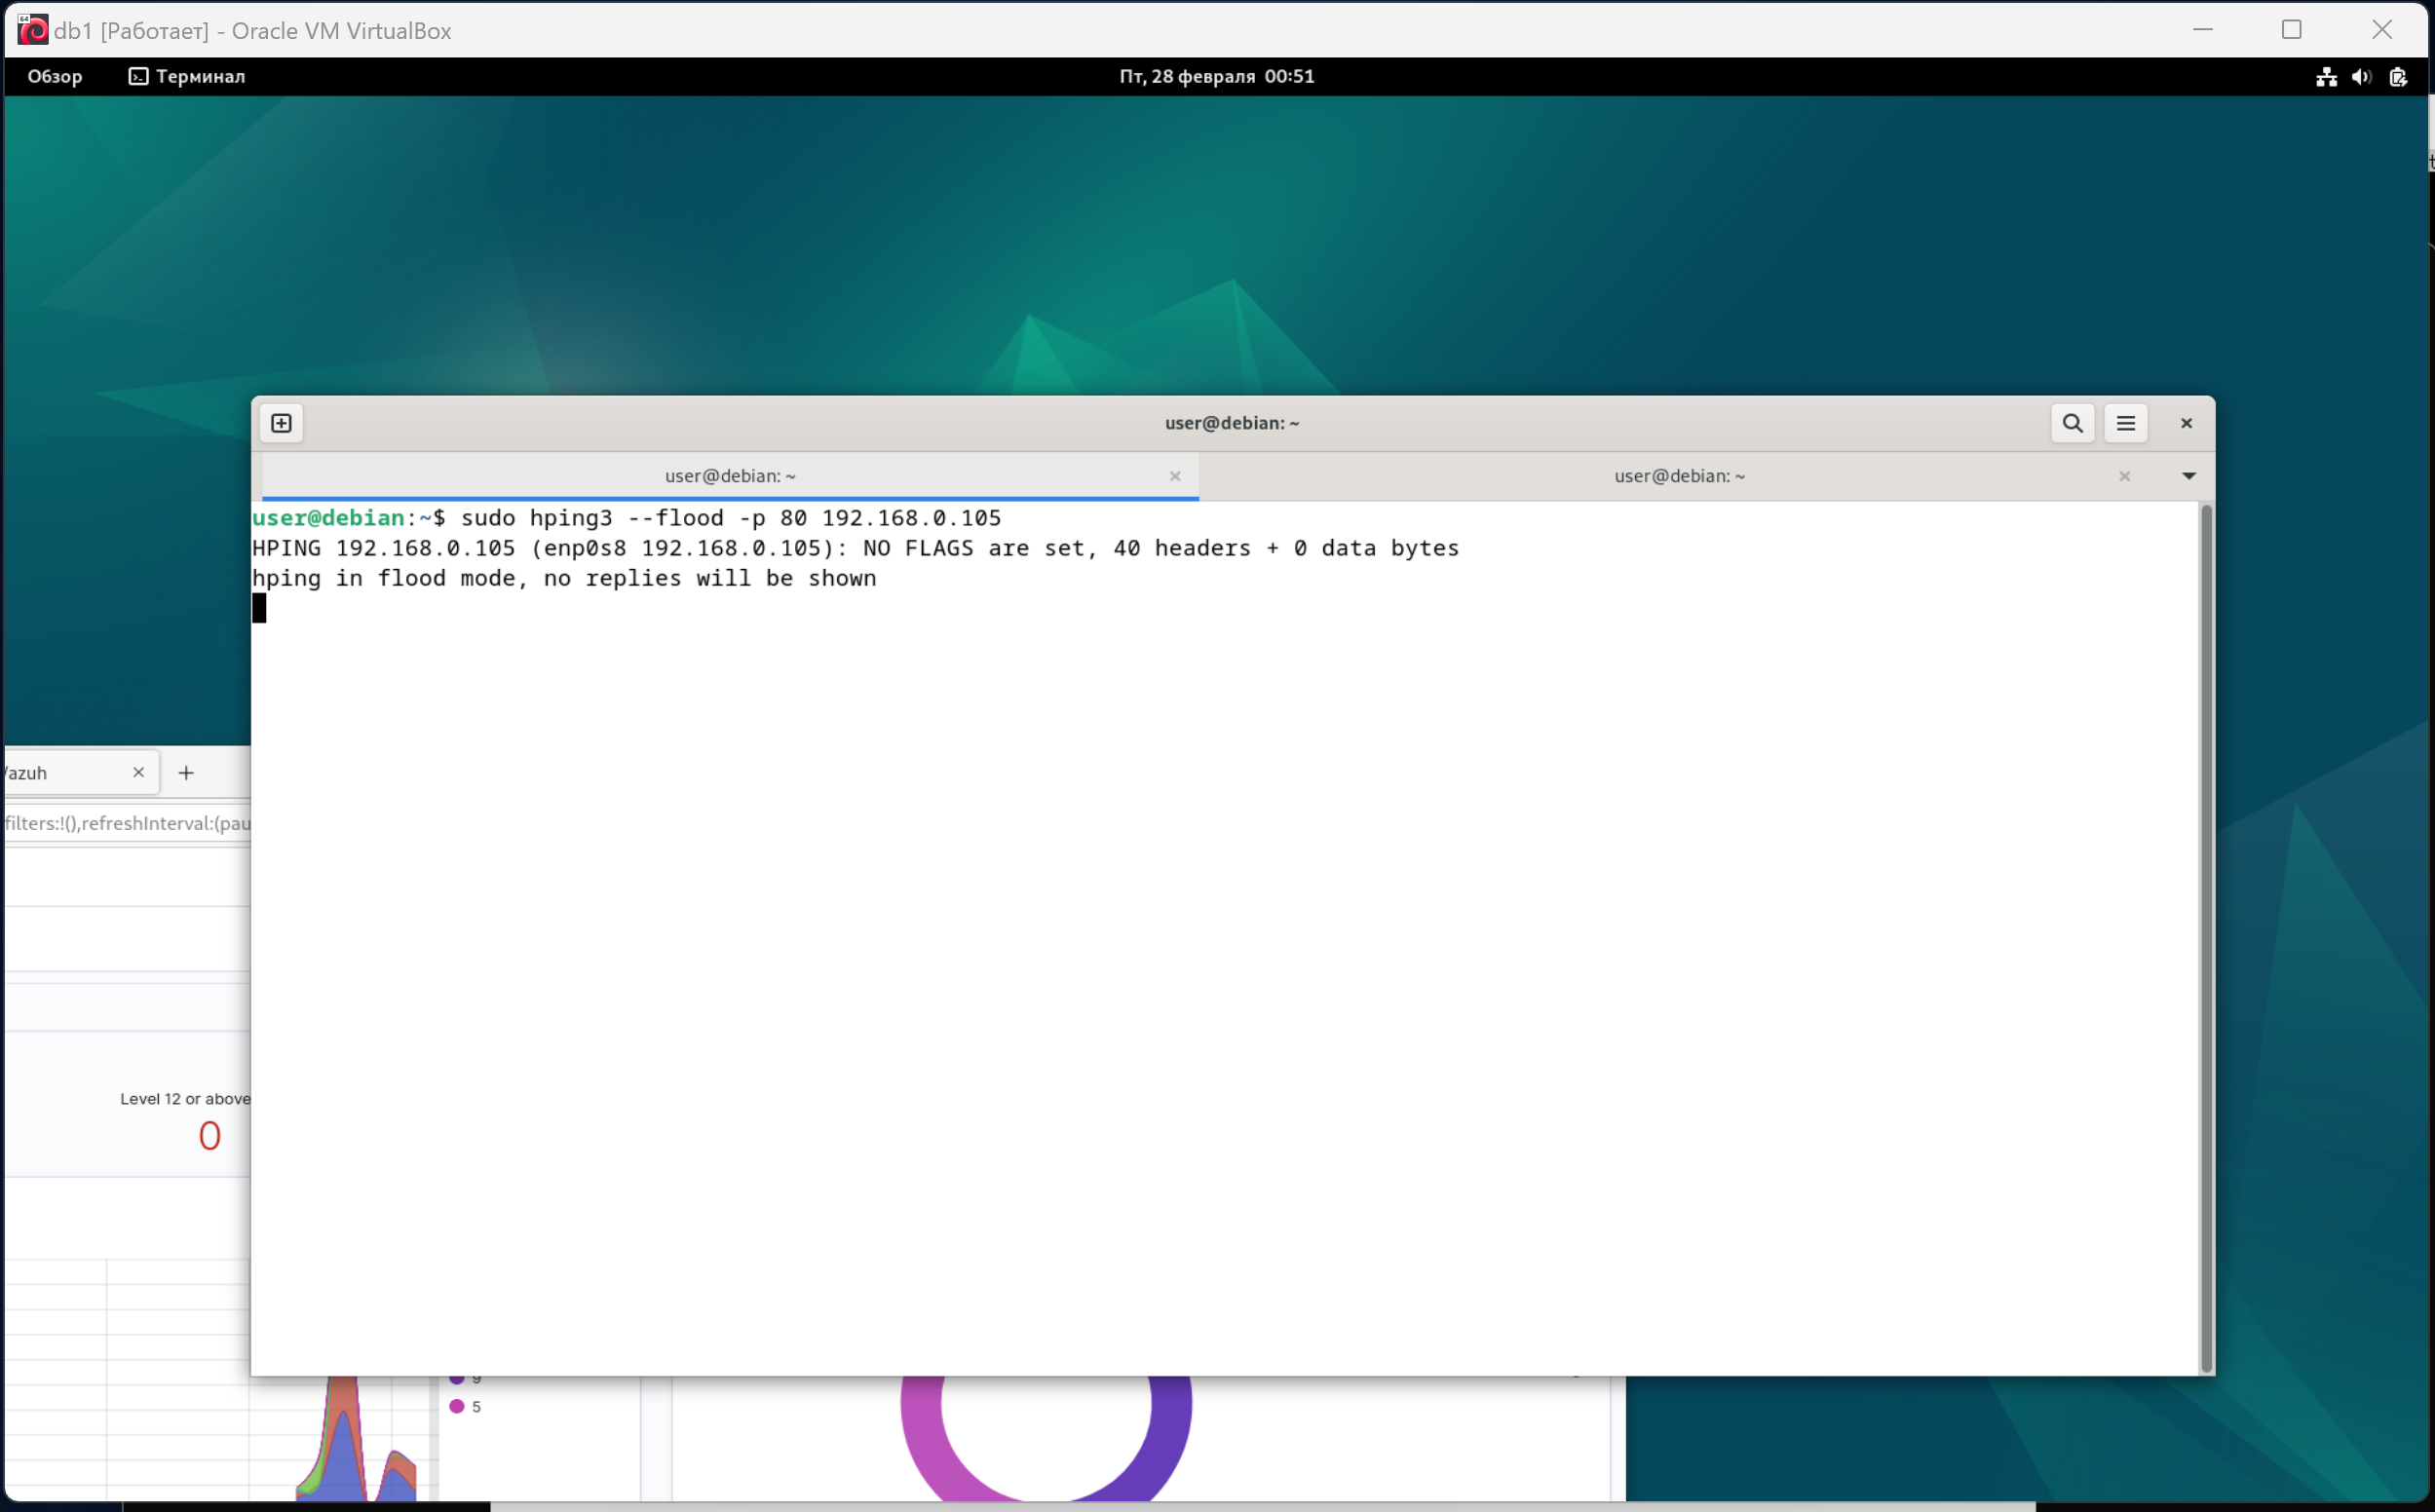 db1 [Работает] - Oracle VM VirtualBox
Обзор Терминал Пт, 28 февраля 00:51
user@debian: ~
user@debian: ~ user@debian: ~
user@debian:~$ sudo hping3 --flood -p 80 192.168.0.105
HPING 192.168.0.105 (enp0s8 192.168.0.105): NO FLAGS are set, 40 headers + 0 data bytes
hping in flood mode, no replies will be shown
/azuh
filters:!(),refreshInterval:(pau
Level 12 or above
0
9
5